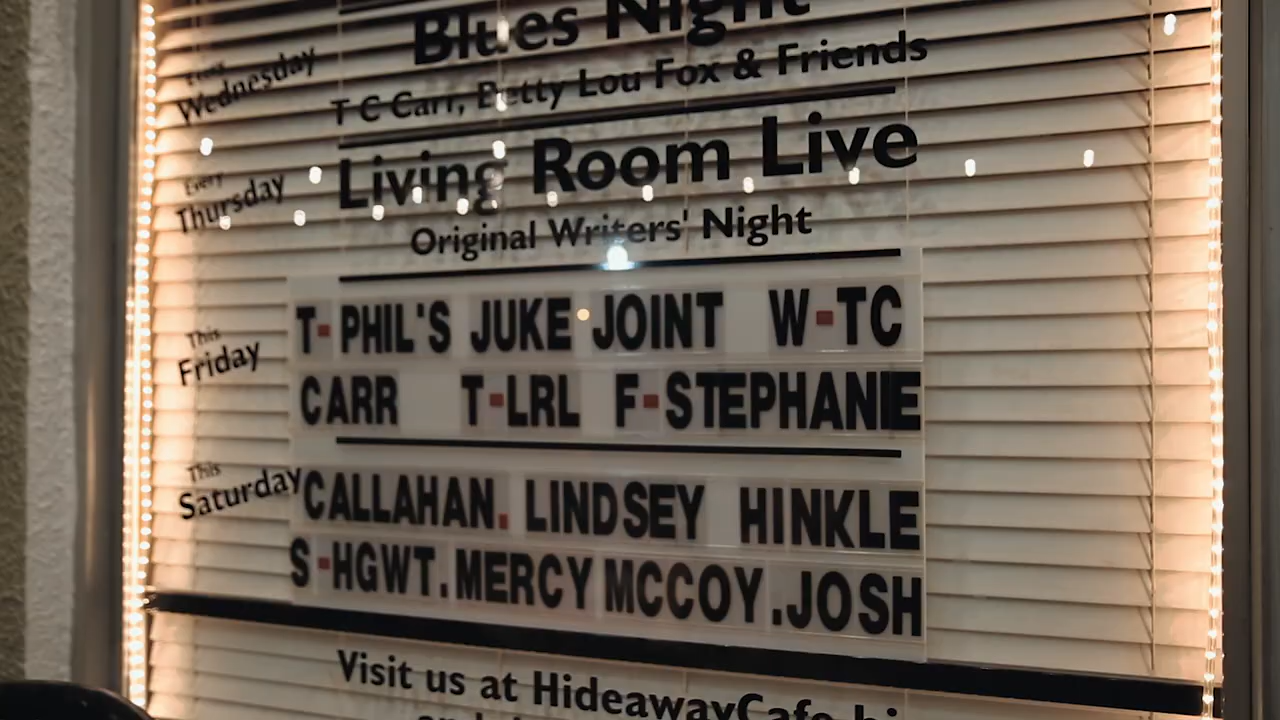 Blues Night
Every
Wednesday
T C Carr, Betty Lou Fox & Friends
Living Room Live
Every
Thursday
Original Writers' Night
T-PHIL'S JUKE JOINT W-TC
This
Friday
CARR T-LRL F-STEPHANIE
This
Saturday
CALLAHAN. LINDSEY HINKLE
S-HGWT.MERCY MCCOY.JOSH
Visit us at HideawayCafe